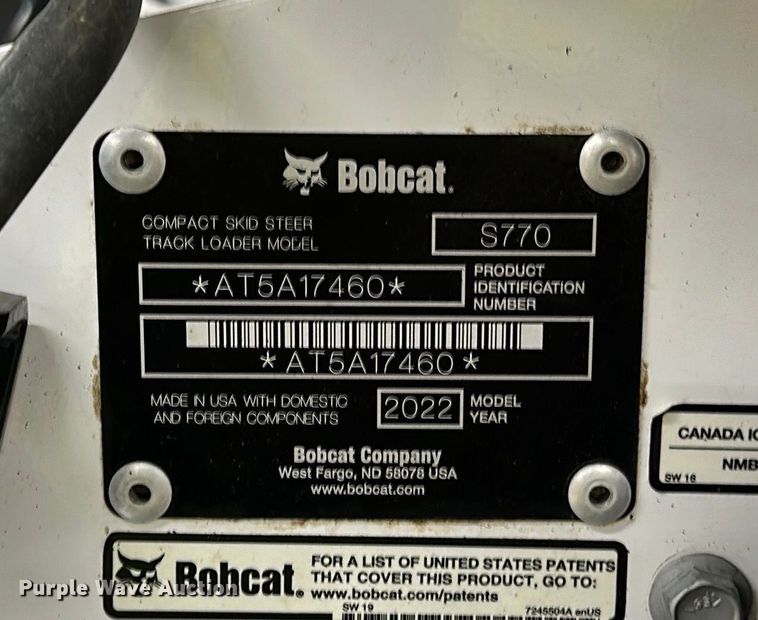 Bobcat.
COMPACT SKID STEER
TRACK LOADER MODEL
S770
*AT5A17460*
PRODUCT
IDENTIFICATION
NUMBER
*AT5A17460*
MADE IN USA WITH DOMESTIC
AND FOREIGN COMPONENTS
2022
MODEL
YEAR
Bobcat Company
West Fargo, ND 58078 USA
www.bobcat.com
CANADA
NMB
SW 16
Bobcat.
FOR A LIST OF UNITED STATES PATENTS
THAT COVER THIS PRODUCT, GO TO:
www.bobcat.com/patents
SW 19
7245504A enUS
Purple Wave Auction